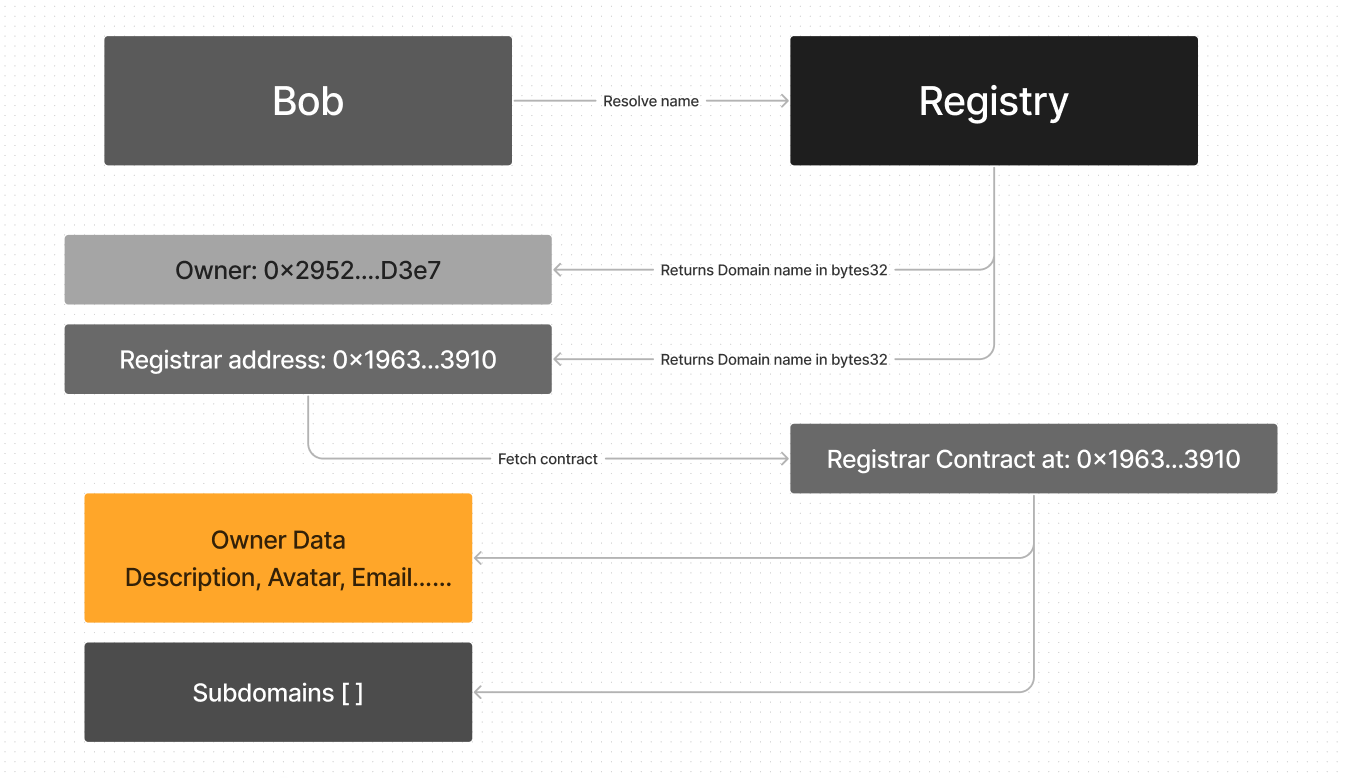 Bob
Resolve name
Registry
Owner: 0×2952....D3e7
Returns Domain name in bytes32
Registrar address: 0×1963...3910
Returns Domain name in bytes32
Fetch contract
Registrar Contract at: 0×1963...3910
Owner Data
Description, Avatar, Email......
Subdomains [ ]